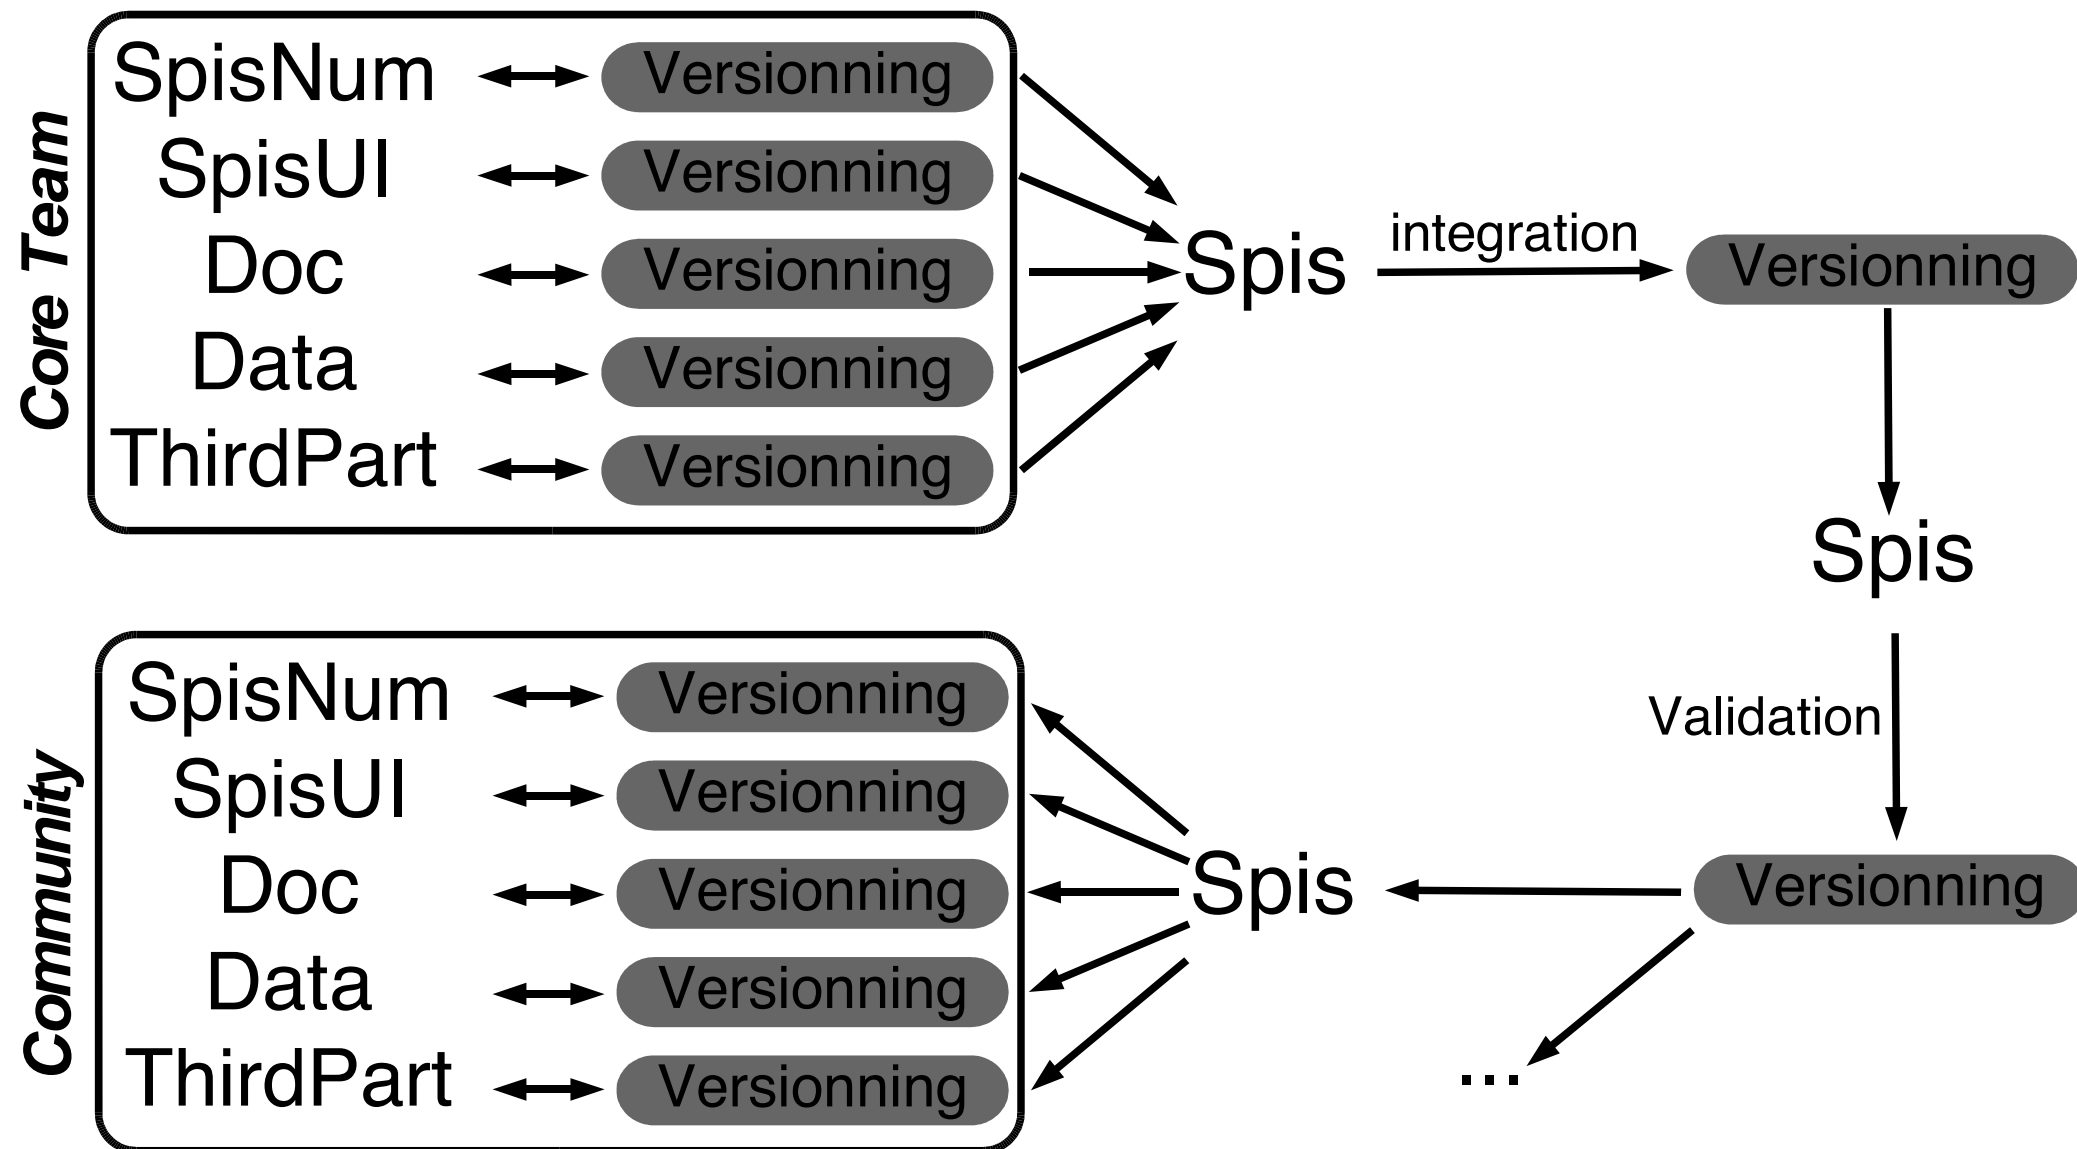 Core Team
SpisNum Versionning
SpisUI Versionning
Doc Versionning
Data Versionning
ThirdPart Versionning
Spis
integration
Versionning
Spis
Validation
Versionning
Spis
...
Community
SpisNum Versionning
SpisUI Versionning
Doc Versionning
Data Versionning
ThirdPart Versionning